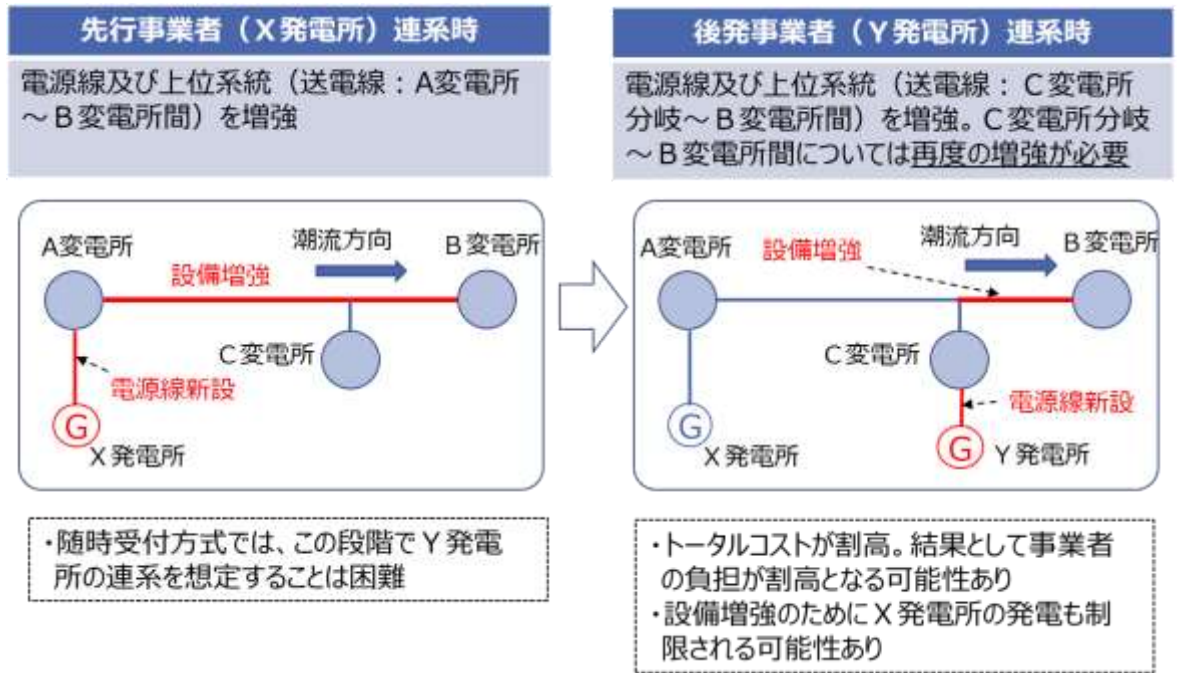 先行事業者（X発電所）連系時
電源線及び上位系統（送電線：A変電所
～B変電所間）を増強
A変電所
設備増強
潮流方向
B変電所
C変電所
電源線新設
G
X発電所
・随時受付方式では、この段階でY発電
所の連系を想定することは困難
後発事業者（Y発電所）連系時
電源線及び上位系統（送電線：C変電所
分岐～B変電所間）を増強。C変電所分岐
～B変電所間については再度の増強が必要
A変電所
設備増強
潮流方向
B変電所
C変電所
電源線新設
G
X発電所
G
Y発電所
・トータルコストが割高。結果として事業者
の負担が割高となる可能性あり
・設備増強のためにX発電所の発電も制
限される可能性あり